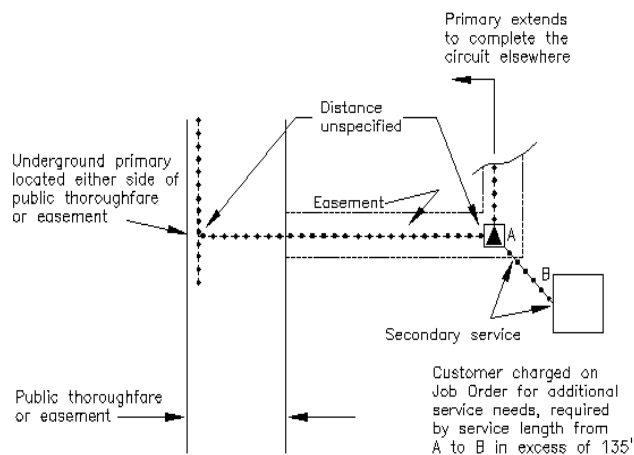 Primary extends
to complete the
circuit elsewhere
Distance
unspecified
Underground primary
located either side of
public thoroughfare
or easement
Easement
A
B
Secondary service
Public thoroughfare
or easement
Customer charged on
Job Order for additional
service needs, required
by service length from
A to B in excess of 135'